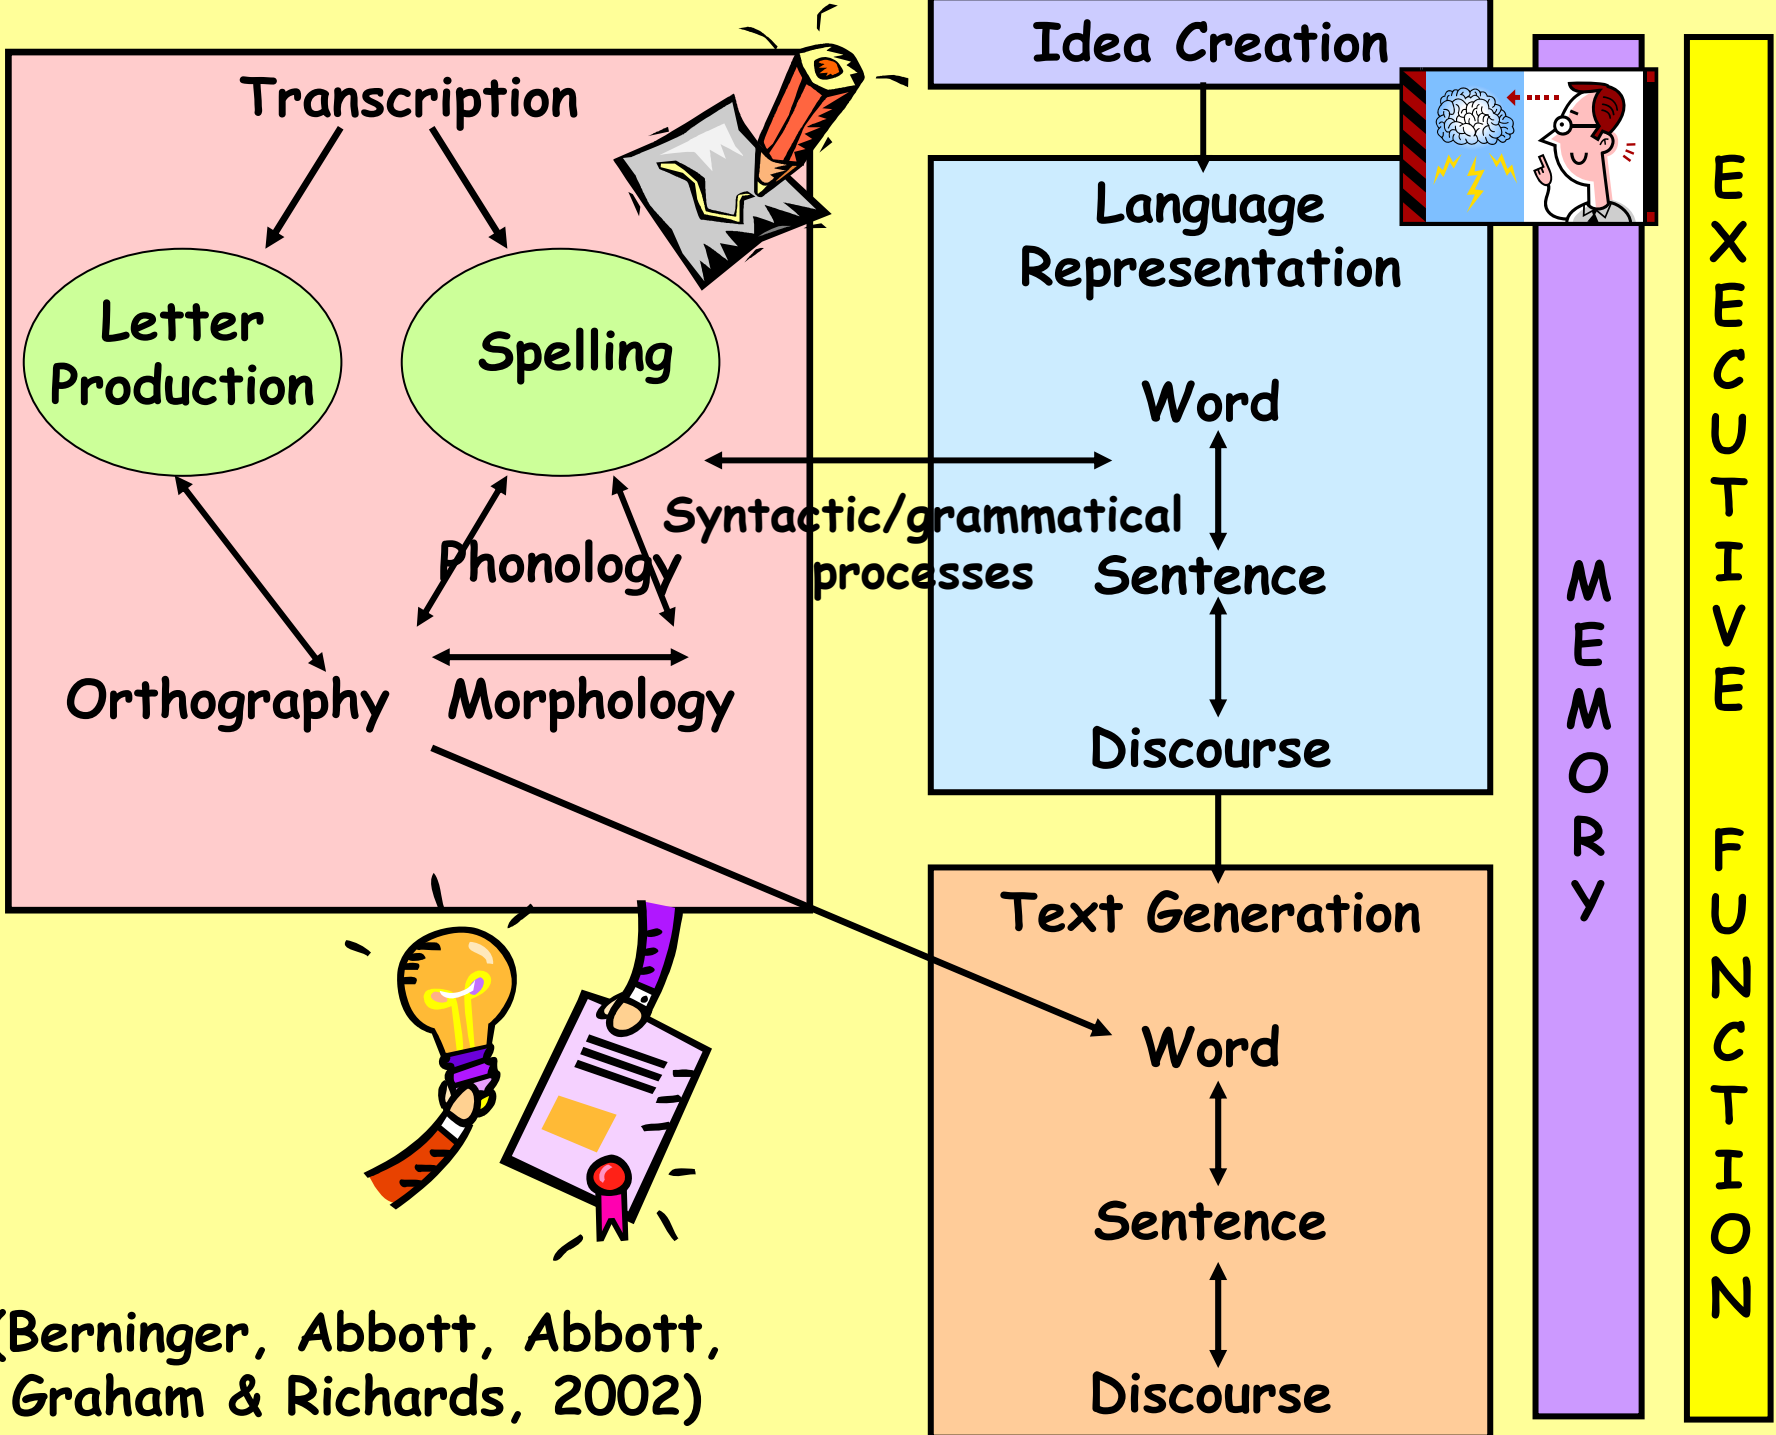 Transcription
Letter
Production
Spelling
Phonology
Orthography
Morphology
Syntactic/grammatical
processes
Idea Creation
Language
Representation
Word
Sentence
Discourse
Text Generation
Word
Sentence
Discourse
MEMORY
EXECUTIVE FUNCTION
(Berninger, Abbott, Abbott,
Graham & Richards, 2002)